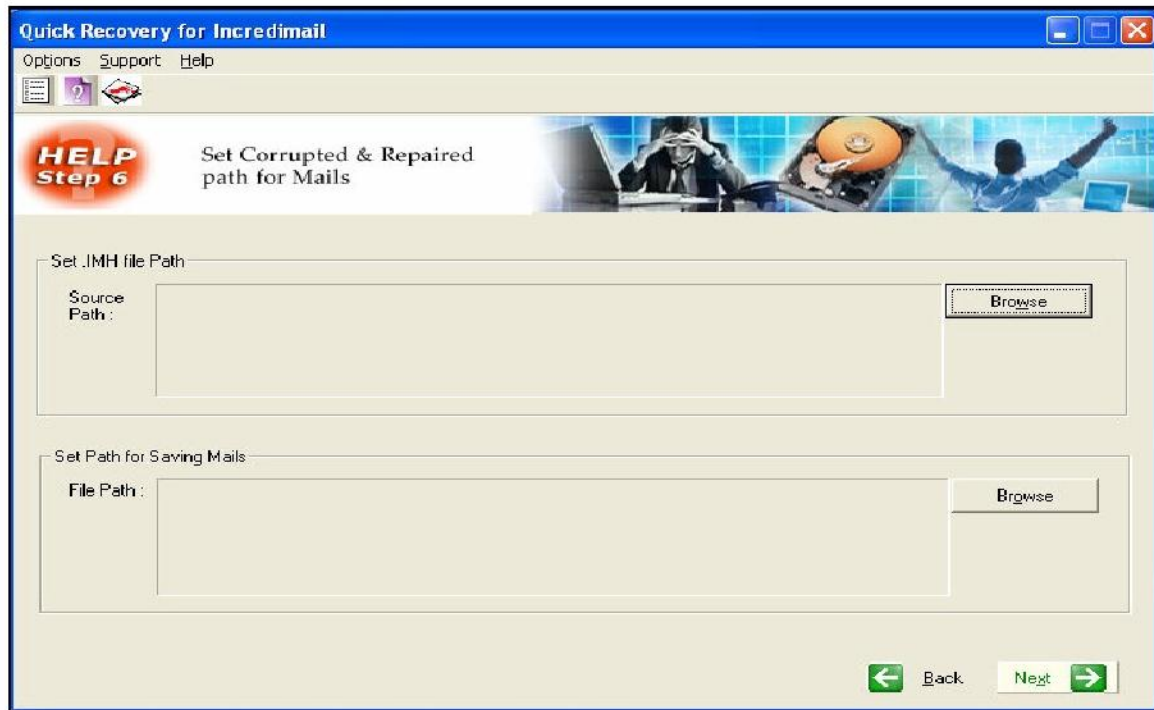 Quick Recovery for Incredimail
Options Support Help
HELP
Step 6
Set Corrupted & Repaired
path for Mails
Set .IMH file Path
Source
Path :
Browse
Set Path for Saving Mails
File Path :
Browse
Back
Next